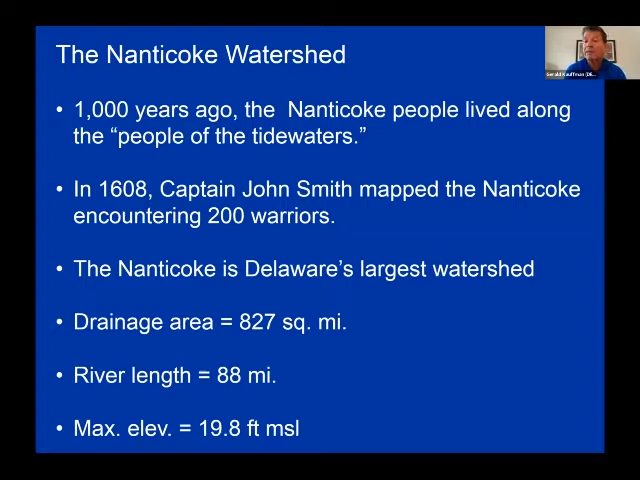 The Nanticoke Watershed
Gerald Kauffman (DE...
• 1,000 years ago, the  Nanticoke people lived along
the “people of the tidewaters.”
• In 1608, Captain John Smith mapped the Nanticoke
encountering 200 warriors.
• The Nanticoke is Delaware’s largest watershed
• Drainage area = 827 sq. mi.
• River length = 88 mi.
• Max. elev. = 19.8 ft msl